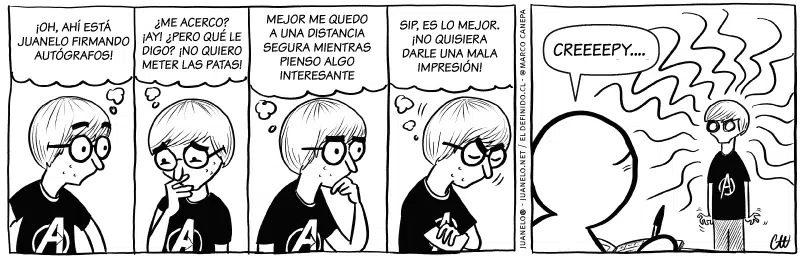 ¡OH, AHÍ ESTÁ
JUANELO FIRMANDO
AUTÓGRAFOS!
¿ME ACERCO?
¡AY! ¿PERO QUÉ LE
DIGO? ¡NO QUIERO
METER LAS PATAS!
MEJOR ME QUEDO
A UNA DISTANCIA
SEGURA MIENTRAS
PIENSO ALGO
INTERESANTE
SIP, ES LO MEJOR.
¡NO QUISIERA
DARLE UNA MALA
IMPRESIÓN!
JUANELO® - JUANELO.NET / ELDEFINIDO.CL - @MARCO CANEPA
CREEEEPY....